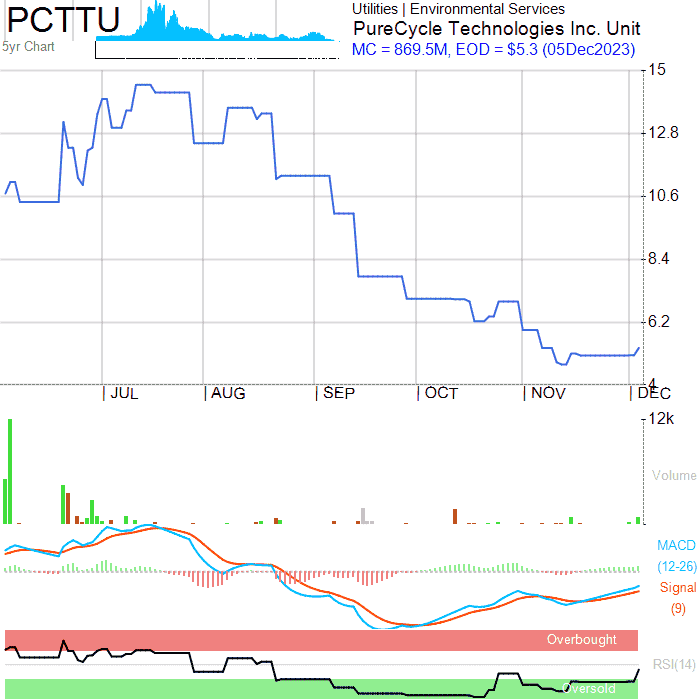 PCTTU
5yr Chart
Utilities | Environmental Services
PureCycle Technologies Inc. Unit
MC = 869.5M, EOD = $5.3 (05Dec2023)
15
12.8
10.6
8.4
6.2
4
JUL
AUG
SEP
OCT
NOV
DEC
12k
Volume
MACD
(12-26)
Signal
(9)
Overbought
RSI(14)
Oversold